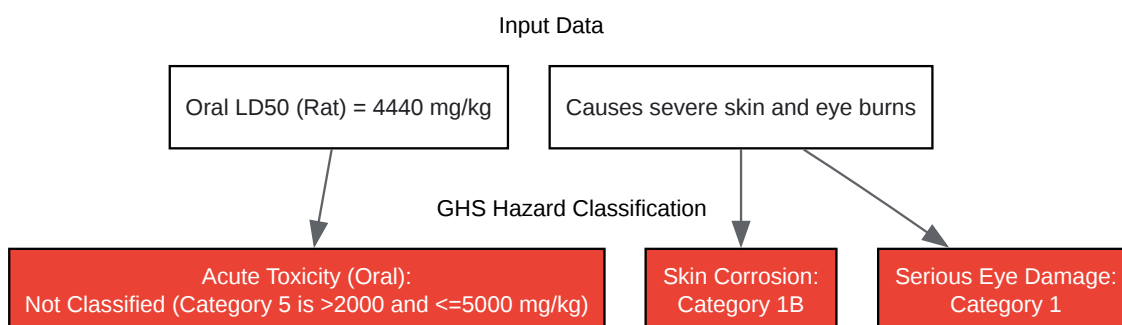 Input Data
Oral LD50 (Rat) = 4440 mg/kg
Causes severe skin and eye burns
GHS Hazard Classification
Acute Toxicity (Oral):
Not Classified (Category 5 is >2000 and <=5000 mg/kg)
Skin Corrosion:
Category 1B
Serious Eye Damage:
Category 1